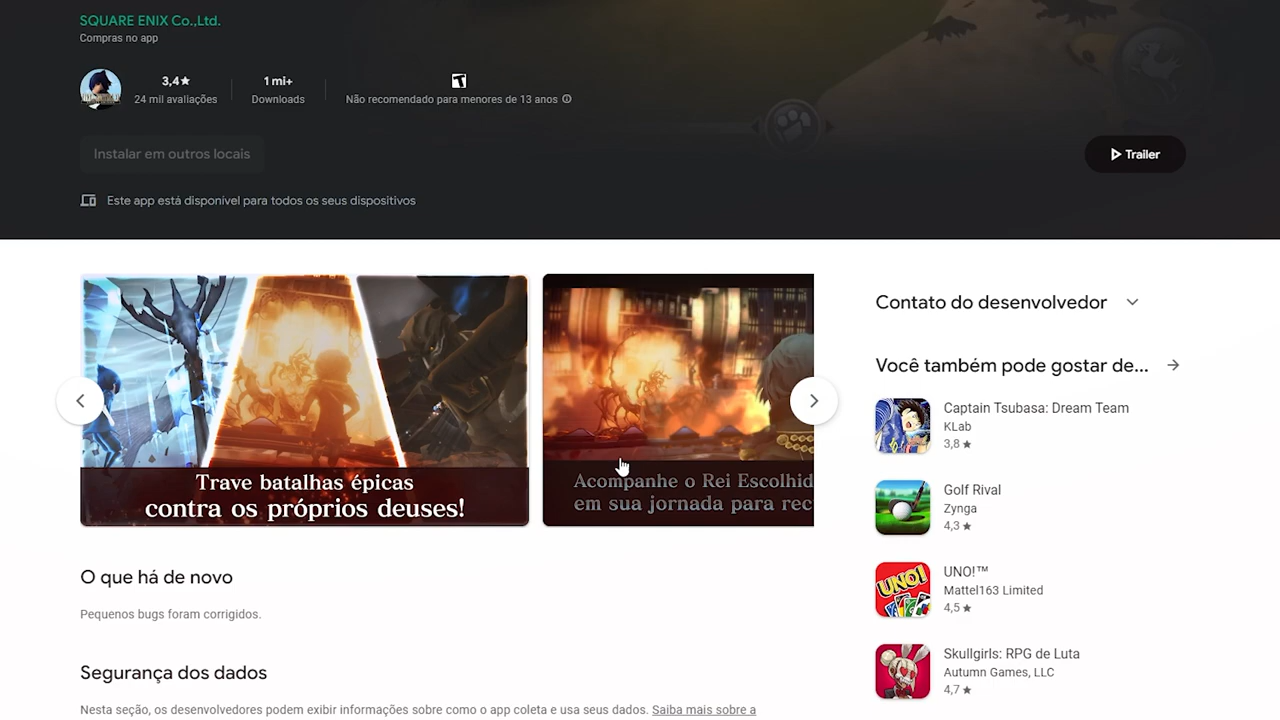 SQUARE ENIX Co.,Ltd.
Compras no app
3,4★
24 mil avaliações
1 mi+
Downloads
T
Não recomendado para menores de 13 anos
Instalar em outros locais
Trailer
Este app está disponível para todos os seus dispositivos
Trave batalhas épicas
contra os próprios deuses!
Acompanhe o Rei Escolhid
em sua jornada para rec
O que há de novo
Pequenos bugs foram corrigidos.
Segurança dos dados
Nesta seção, os desenvolvedores podem exibir informações sobre como o app coleta e usa seus dados. Saiba mais sobre a
Contato do desenvolvedor
Você também pode gostar de...
Captain Tsubasa: Dream Team
KLab
3,8 ★
Golf Rival
Zynga
4,3 ★
UNO!
UNO!™
Mattel163 Limited
4,5 ★
Skullgirls: RPG de Luta
Autumn Games, LLC
4,7 ★